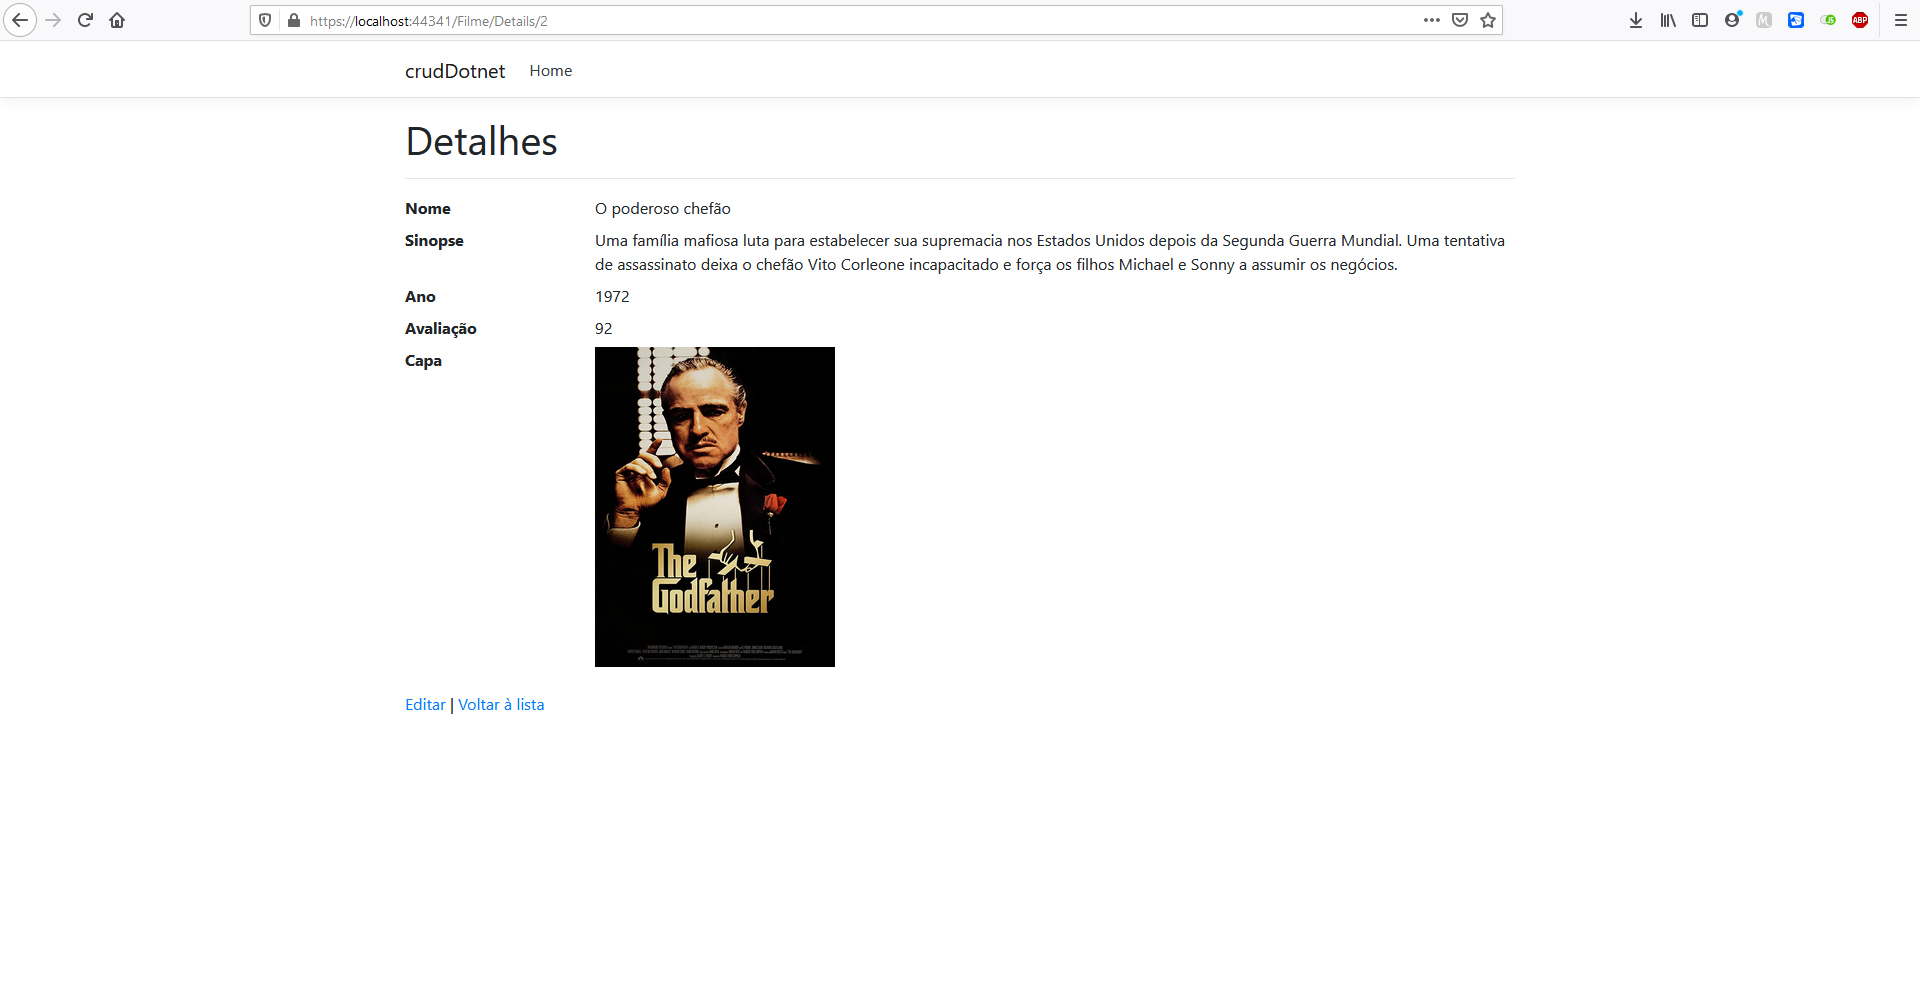 https://localhost:44341/Filme/Details/2
ABP
crudDotnet Home
Detalhes
Nome O poderoso chefão
Sinopse Uma família mafiosa luta para estabelecer sua supremacia nos Estados Unidos depois da Segunda Guerra Mundial. Uma tentativa
de assassinato deixa o chefão Vito Corleone incapacitado e força os filhos Michael e Sonny a assumir os negócios.
Ano 1972
Avaliação 92
Capa
The
Godfather
Editar | Voltar à lista